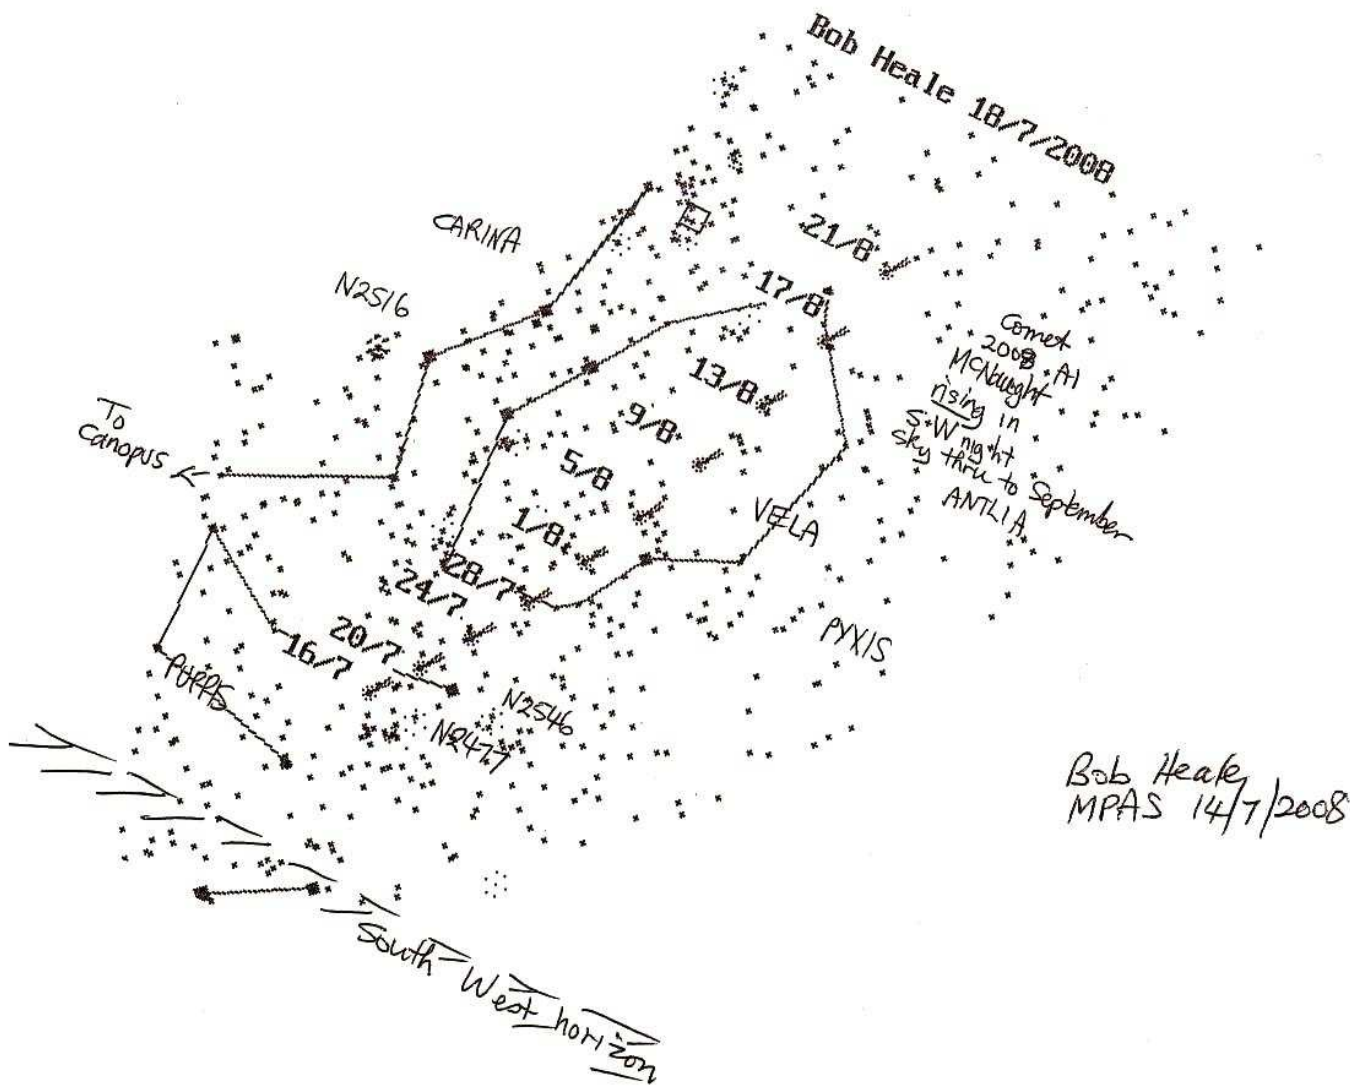 Bob Heale 18/7/2008
CARINA
21/8
N2516
17/8
Comet
2008 A1
McNaught
rising in
S+W night
sky thru to September
13/8
9/8
To
Canopus
5/8
ANTLIA
VELA
1/8
28/7
24/7
20/7
16/7
PYXIS
PUPPIS
N2546
N2477
Bob Heale
MPAS 14/7/2008
South West horizon